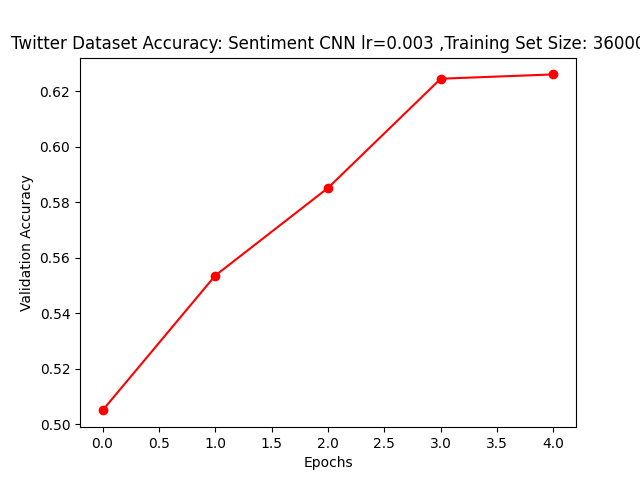 Twitter Dataset Accuracy: Sentiment CNN lr=0.003 ,Training Set Size: 36000
Validation Accuracy
0.62
0.60
0.58
0.56
0.54
0.52
0.50
0.0 0.5 1.0 1.5 2.0 2.5 3.0 3.5 4.0
Epochs